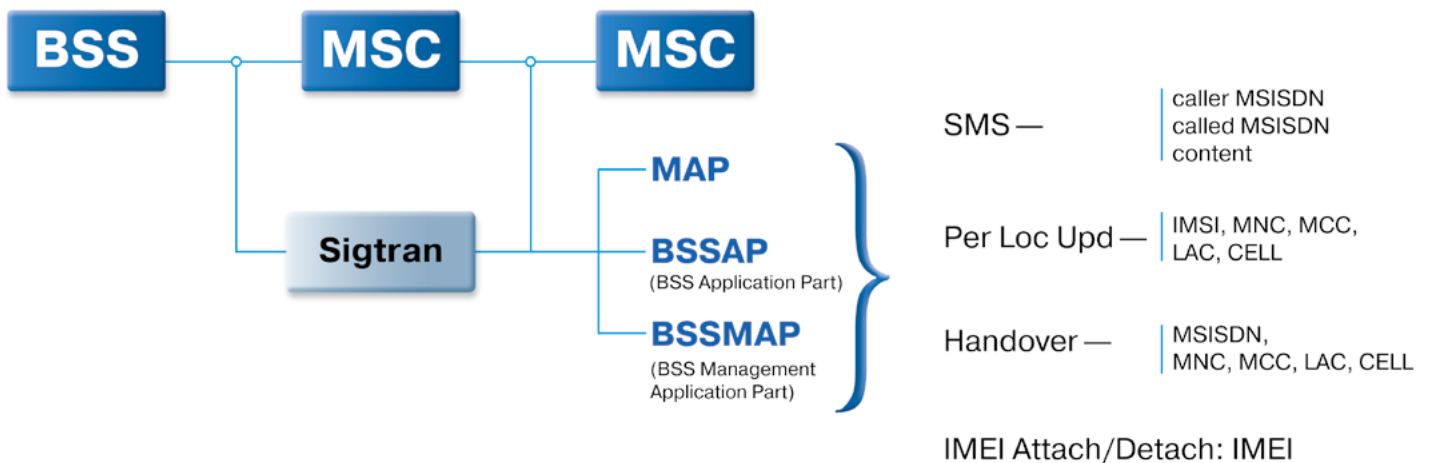 BSS
MSC
MSC
Sigtran
MAP
BSSAP
(BSS Application Part)
BSSMAP
(BSS Management
Application Part)
SMS —
caller MSISDN
called MSISDN
content
Per Loc Upd —
IMSI, MNC, MCC,
LAC, CELL
Handover —
MSISDN,
MNC, MCC, LAC, CELL
IMEI Attach/Detach: IMEI